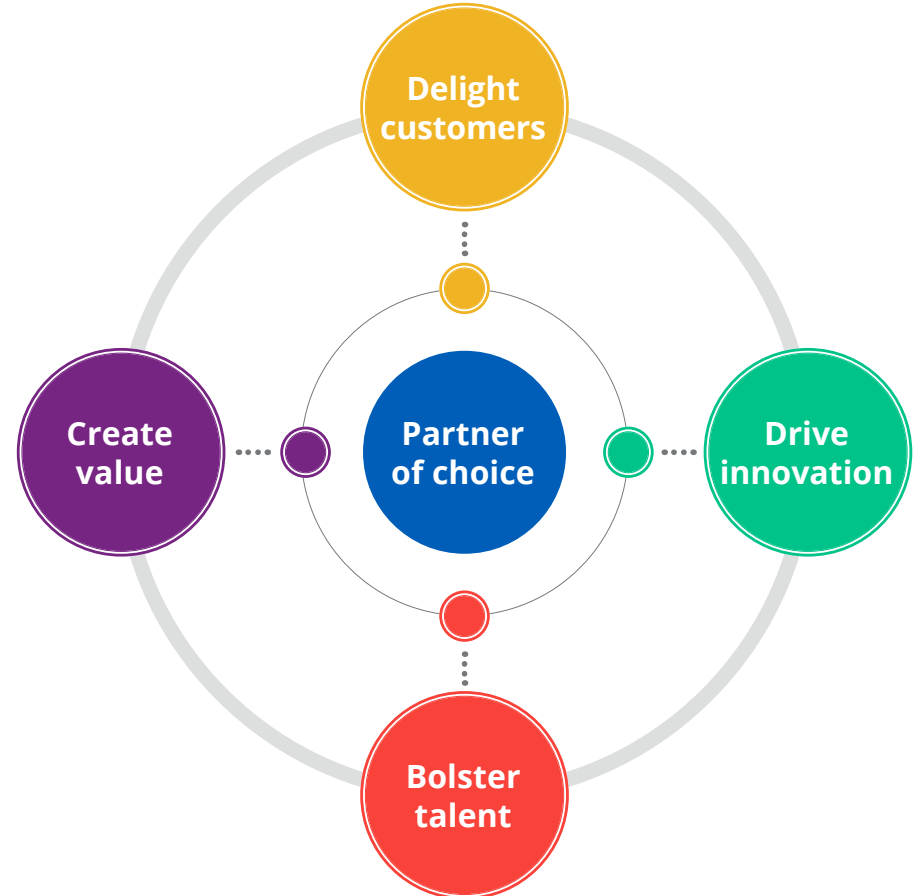 Delight
customers
Create
value
Partner
of choice
Drive
innovation
Bolster
talent